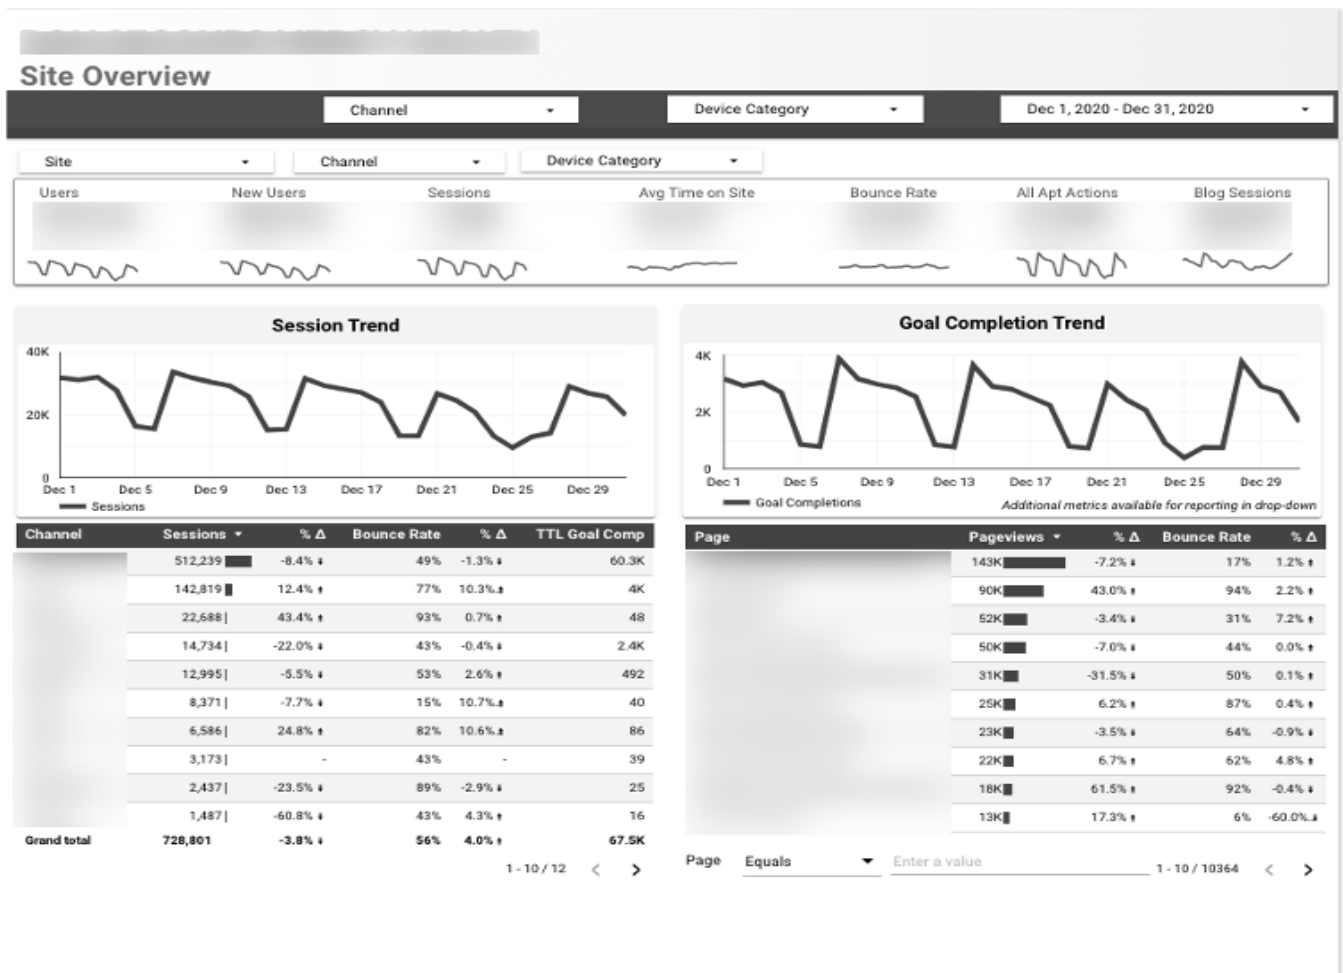 Site Overview
Channel Device Category Dec 1, 2020 - Dec 31, 2020
Site Channel Device Category
Users New Users Sessions Avg Time on Site Bounce Rate All Apt Actions Blog Sessions
Session Trend
40K
20K
0
Dec 1 Dec 5 Dec 9 Dec 13 Dec 17 Dec 21 Dec 25 Dec 29
Sessions
Goal Completion Trend
4K
2K
0
Dec 1 Dec 5 Dec 9 Dec 13 Dec 17 Dec 21 Dec 25 Dec 29
Goal Completions Additional metrics available for reporting in drop-down
Channel Sessions % Δ Bounce Rate % Δ TTL Goal Comp
512,239 -8.4% 49% -1.3% 60.3K
142,819 12.4% 77% 10.3% 4K
22,688 43.4% 93% 0.7% 48
14,734 -22.0% 43% -0.4% 2.4K
12,995 -5.5% 53% 2.6% 492
8,371 -7.7% 15% 10.7% 40
6,586 24.8% 82% 10.6% 86
3,173 - 43% - 39
2,437 -23.5% 89% -2.9% 25
1,487 -60.8% 43% 4.3% 16
Grand total 728,801 -3.8% 56% 4.0% 67.5K
1 - 10 / 12
Page Pageviews % Δ Bounce Rate % Δ
143K -7.2% 17% 1.2%
90K 43.0% 94% 2.2%
52K -3.4% 31% 7.2%
50K -7.0% 44% 0.0%
31K -31.5% 50% 0.1%
25K 6.2% 87% 0.4%
23K -3.5% 64% -0.9%
22K 6.7% 62% 4.8%
18K 61.5% 92% -0.4%
13K 17.3% 6% -60.0%
Page Equals Enter a value 1 - 10 / 10364